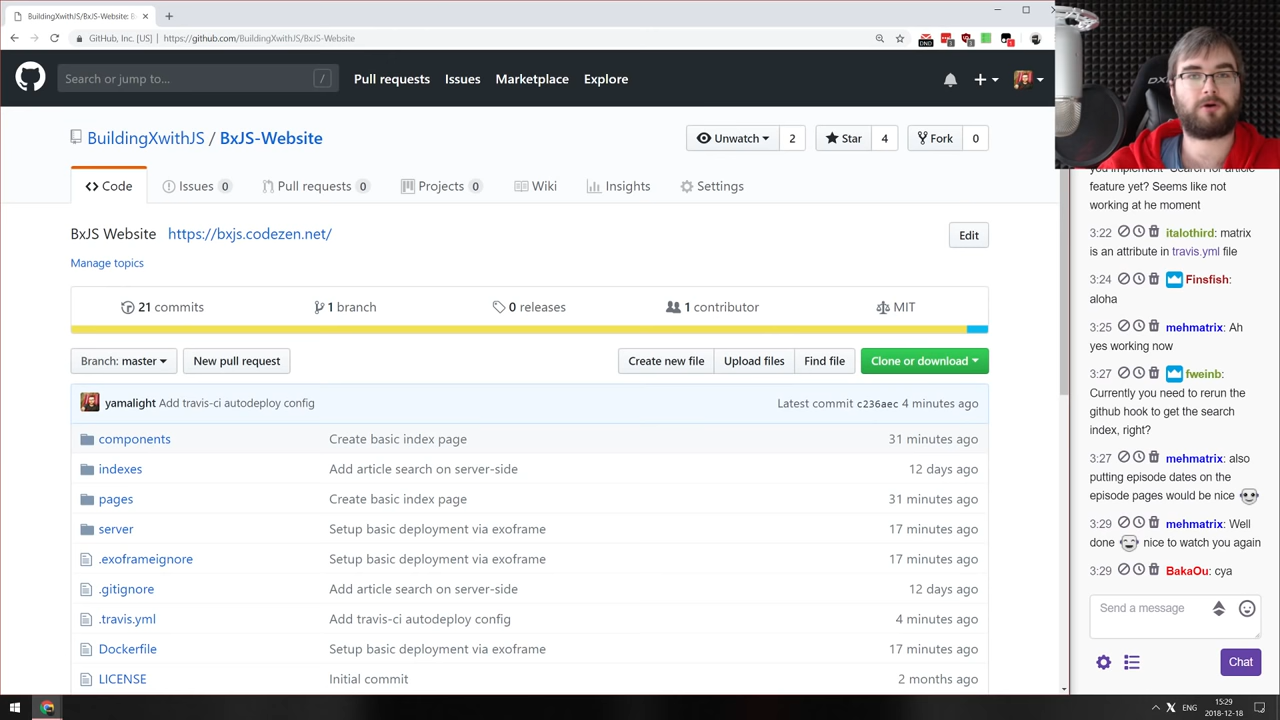 BuildingXwithJS/BxJS-Website: B
GitHub, Inc. [US] | https://github.com/BuildingXwithJS/BxJS-Website
Search or jump to...
/
Pull requests
Issues
Marketplace
Explore
BuildingXwithJS / BxJS-Website
Unwatch 2
Star 4
Fork 0
Code
Issues 0
Pull requests 0
Projects 0
Wiki
Insights
Settings
BxJS Website https://bxjs.codezen.net/
Edit
Manage topics
21 commits
1 branch
0 releases
1 contributor
MIT
Branch: master
New pull request
Create new file
Upload files
Find file
Clone or download
yamalight Add travis-ci autodeploy config
Latest commit c236aec 4 minutes ago
components Create basic index page 31 minutes ago
indexes Add article search on server-side 12 days ago
pages Create basic index page 31 minutes ago
server Setup basic deployment via exoframe 17 minutes ago
.exoframeignore Setup basic deployment via exoframe 17 minutes ago
.gitignore Add article search on server-side 12 days ago
.travis.yml Add travis-ci autodeploy config 4 minutes ago
Dockerfile Setup basic deployment via exoframe 17 minutes ago
LICENSE Initial commit 2 months ago
feature yet? Seems like not
working at he moment
3:22 italothird: matrix
is an attribute in travis.yml file
3:24 Finsfish:
aloha
3:25 mehmatrix: Ah
yes working now
3:27 fweinb:
Currently you need to rerun the
github hook to get the search
index, right?
3:27 mehmatrix: also
putting episode dates on the
episode pages would be nice
3:29 mehmatrix: Well
done nice to watch you again
3:29 BakaOu: cya
Send a message
Chat
ENG
15:29
2018-12-18